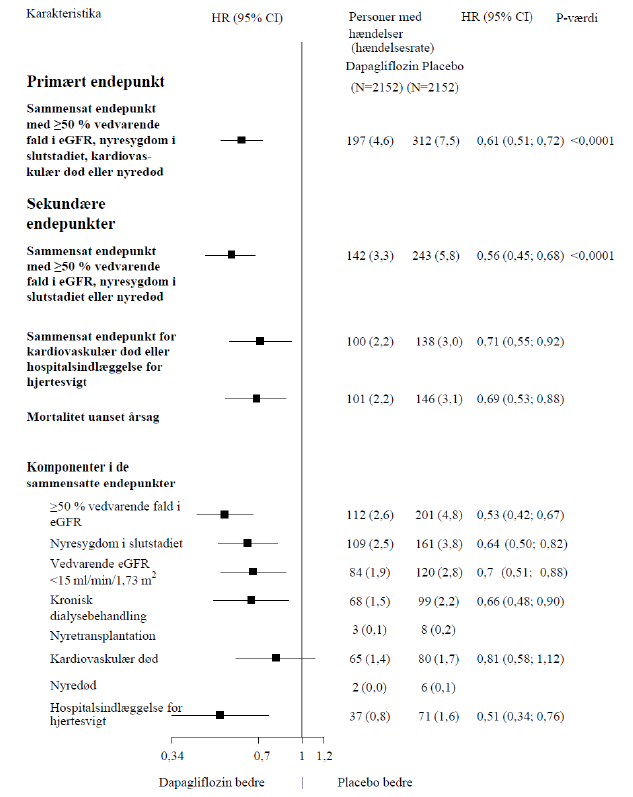 Karakteristika HR (95% CI) Personer med HR (95% CI) P-værdi
hændelser
(hændelsesrate)
Dapagliflozin Placebo
(N=2152) (N=2152)
Primært endepunkt
Sammensat endepunkt
med ≥50 % vedvarende
fald i eGFR, nyresygdom i
slutstadiet, kardiovas-
kulær død eller nyredød
197 (4,6) 312 (7,5) 0,61 (0,51; 0,72) <0,0001
Sekundære
endepunkter
Sammensat endepunkt
med ≥50 % vedvarende
fald i eGFR, nyresygdom i
slutstadiet eller nyredød
142 (3,3) 243 (5,8) 0,56 (0,45; 0,68) <0,0001
Sammensat endepunkt for
kardiovaskulær død eller
hospitalsindlæggelse for
hjertesvigt
100 (2,2) 138 (3,0) 0,71 (0,55; 0,92)
101 (2,2) 146 (3,1) 0,69 (0,53; 0,88)
Mortalitet uanset årsag
Komponenter i de
sammensatte endepunkter
≥50 % vedvarende fald i
eGFR
112 (2,6) 201 (4,8) 0,53 (0,42; 0,67)
Nyresygdom i slutstadiet 109 (2,5) 161 (3,8) 0,64 (0,50; 0,82)
Vedvarende eGFR
<15 ml/min/1,73 m²
84 (1,9) 120 (2,8) 0,7 (0,51; 0,88)
Kronisk
dialysebehandling
68 (1,5) 99 (2,2) 0,66 (0,48; 0,90)
Nyretransplantation 3 (0,1) 8 (0,2)
Kardiovaskulær død 65 (1,4) 80 (1,7) 0,81 (0,58; 1,12)
Nyredød 2 (0,0) 6 (0,1)
Hospitalsindlæggelse for
hjertesvigt
37 (0,8) 71 (1,6) 0,51 (0,34; 0,76)
0,34 0,7 1 1,2
Dapagliflozin bedre | Placebo bedre